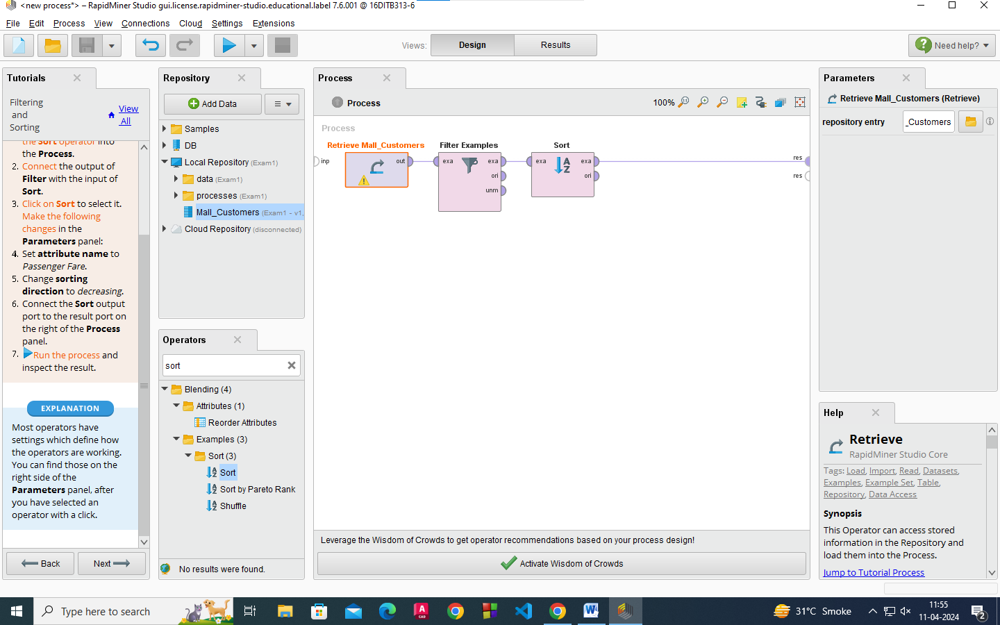 <new process*> – RapidMiner Studio gui.license.rapidminer-studio.educational.label 7.6.001 @ 16DITB313-6
File Edit Process View Connections Cloud Settings Extensions
Views: Design Results
Need help?
Tutorials
Filtering
and
Sorting
View
All
the Sort operator into
the Process.
2. Connect the output of
Filter with the input of
Sort.
3. Click on Sort to select it.
Make the following
changes in the
Parameters panel:
4. Set attribute name to
Passenger Fare.
5. Change sorting
direction to decreasing.
6. Connect the Sort output
port to the result port on
the right of the Process
panel.
7. Run the process and
inspect the result.
EXPLANATION
Most operators have
settings which define how
the operators are working.
You can find those on the
right side of the
Parameters panel, after
you have selected an
operator with a click.
Back Next
Repository
Add Data
Samples
DB
Local Repository (Exam1)
data (Exam1)
processes (Exam1)
Mall_Customers (Exam1 - v1,
Cloud Repository (disconnected)
Operators
sort
Blending (4)
Attributes (1)
Reorder Attributes
Examples (3)
Sort (3)
Sort
Sort by Pareto Rank
Shuffle
No results were found.
Process
Process
100%
Process
Retrieve Mall_Customers Filter Examples Sort
inp out exa exa exa exa res
ori ori res
unm
Leverage the Wisdom of Crowds to get operator recommendations based on your process design!
Activate Wisdom of Crowds
Parameters
Retrieve Mall_Customers (Retrieve)
repository entry _Customers
Help
Retrieve
RapidMiner Studio Core
Tags: Load, Import, Read, Datasets,
Examples, Example Set, Table,
Repository, Data Access
Synopsis
This Operator can access stored
information in the Repository and
load them into the Process.
Jump to Tutorial Process
Type here to search
31°C Smoke
11:55
11-04-2024
2